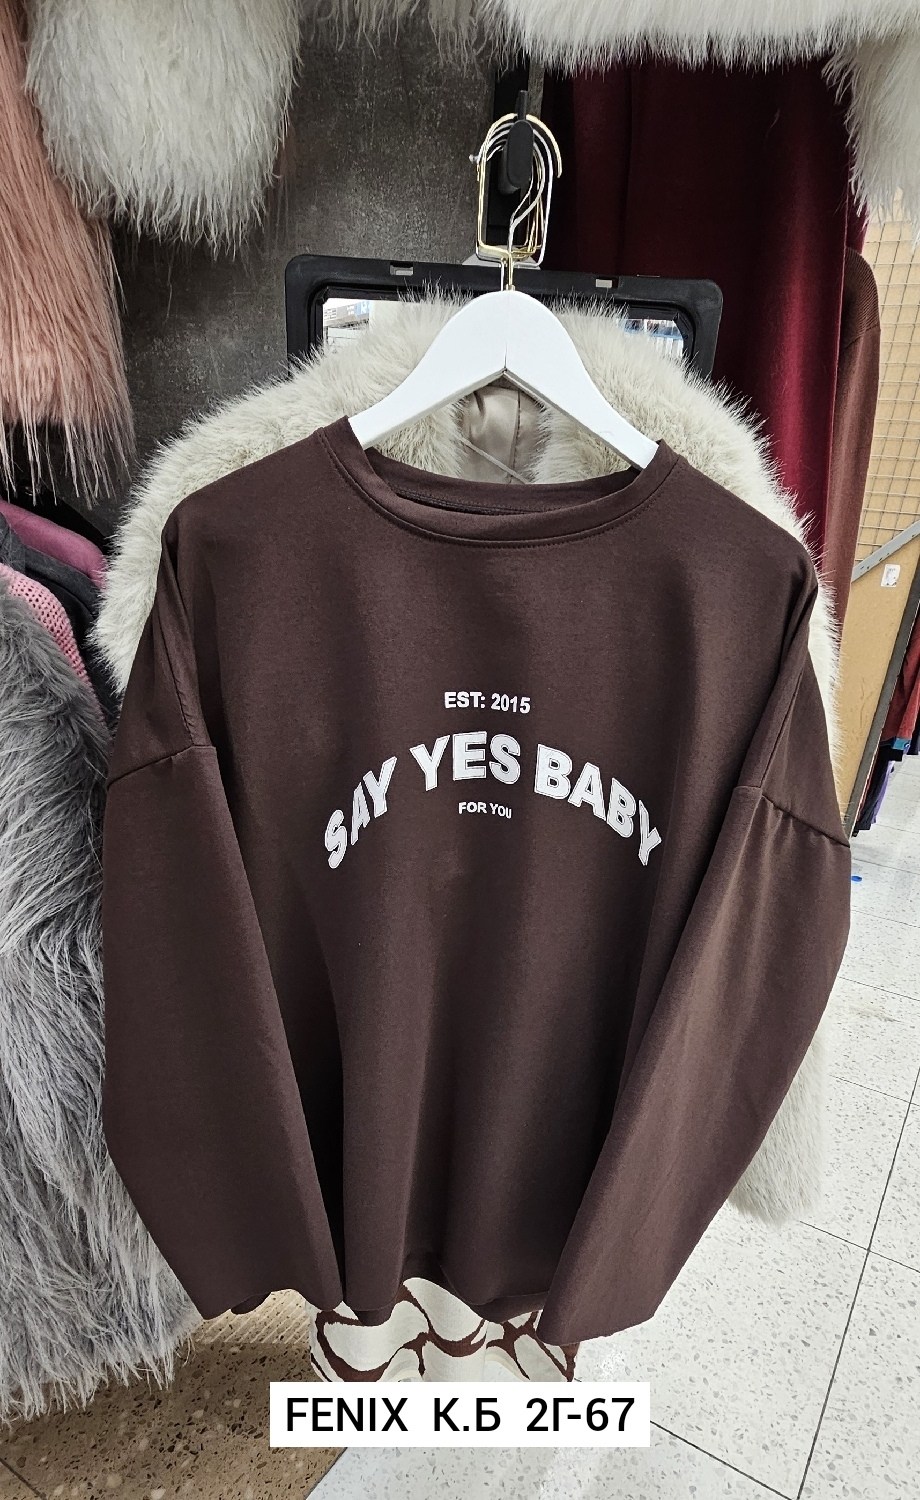 EST: 2015
SAY YES BABY
FOR YOU
FENIX К.Б 2Г-67